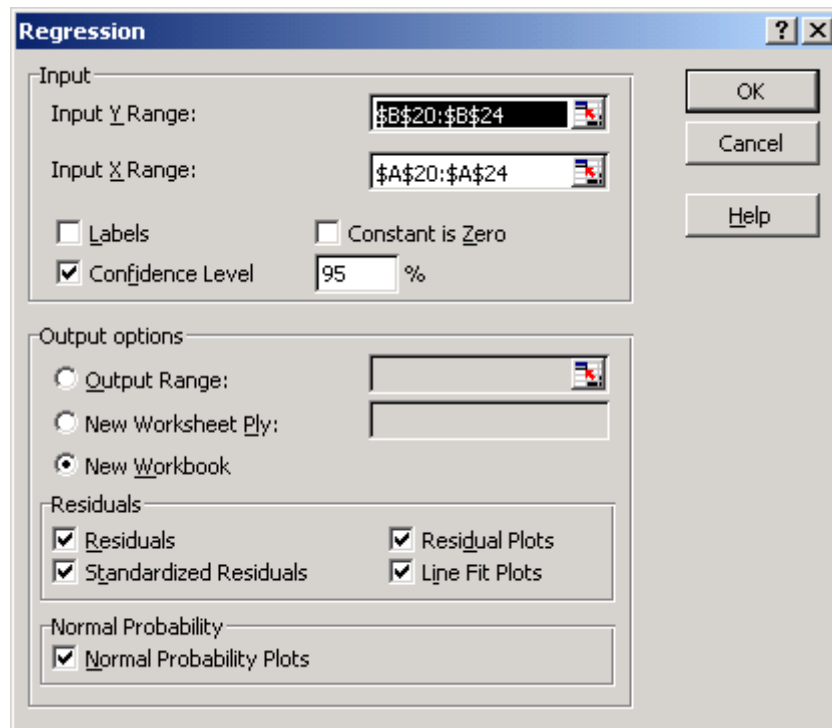 Regression
Input
Input Y Range: $B$20:$B$24
Input X Range: $A$20:$A$24
Labels Constant is Zero
Confidence Level 95 %
OK
Cancel
Help
Output options
Output Range:
New Worksheet Ply:
New Workbook
Residuals
Residuals Residual Plots
Standardized Residuals Line Fit Plots
Normal Probability
Normal Probability Plots